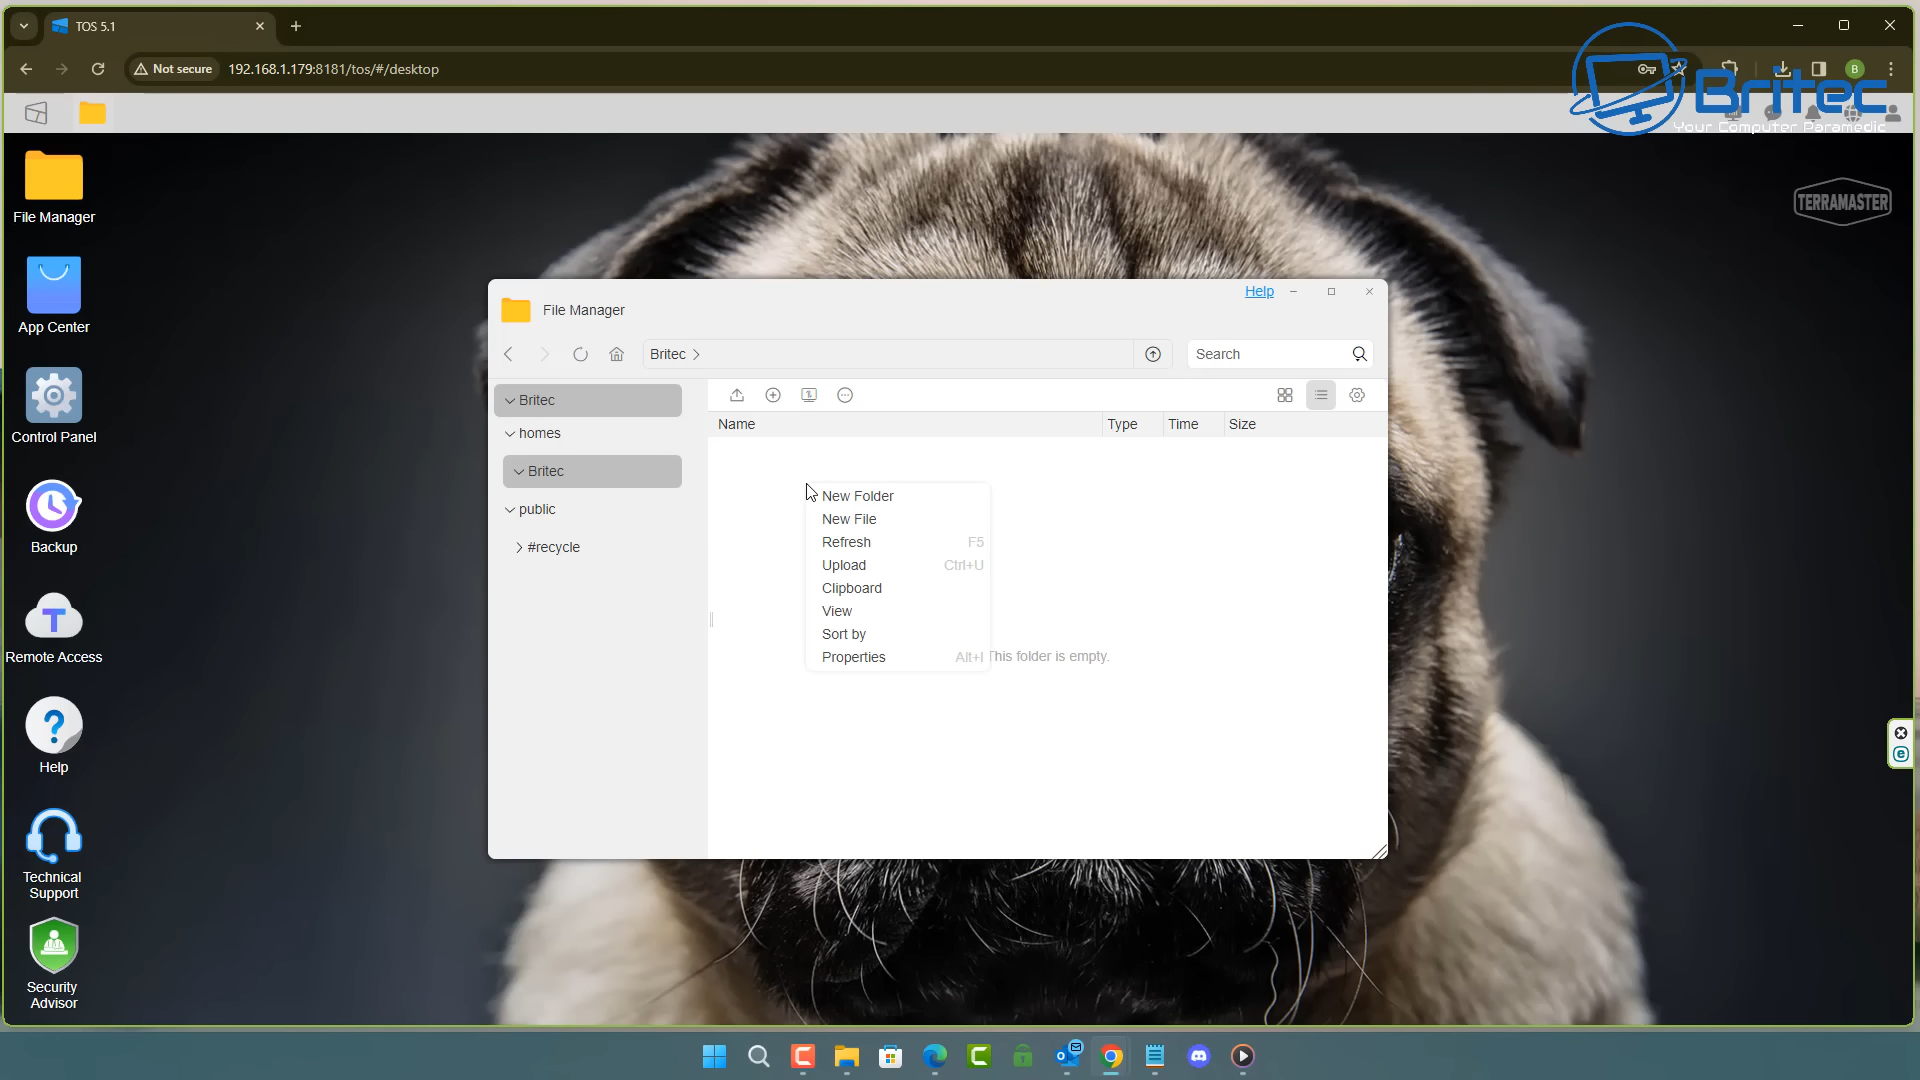 TOS 5.1
Not secure
192.168.1.179:8181/tos/#/desktop
B
Britec
Your Computer Paramedic
TERRAMASTER
File Manager
App Center
Control Panel
Backup
T
Remote Access
?
Help
Technical
Support
Security
Advisor
File Manager
Help
Britec
Search
Britec
homes
Britec
public
#recycle
Name
Type
Time
Size
New Folder
New File
Refresh F5
Upload Ctrl+U
Clipboard
View
Sort by
Properties Alt+I
This folder is empty.